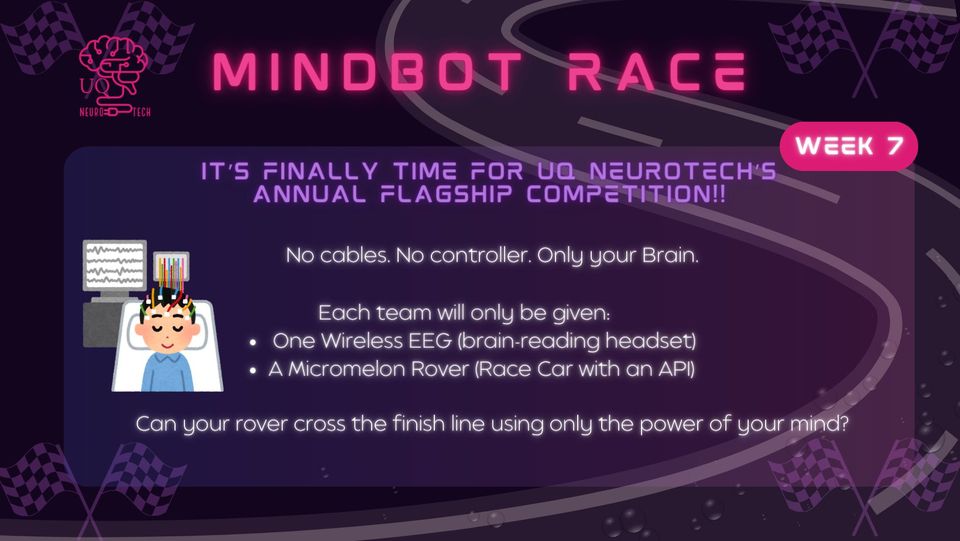 UQ
NEURO TECH
MINDBOT RACE
WEEK 7
IT'S FINALLY TIME FOR UQ NEUROTECH'S
ANNUAL FLAGSHIP COMPETITION!!
No cables. No controller. Only your Brain.
Each team will only be given:
• One Wireless EEG (brain-reading headset)
• A Micromelon Rover (Race Car with an API)
Can your rover cross the finish line using only the power of your mind?